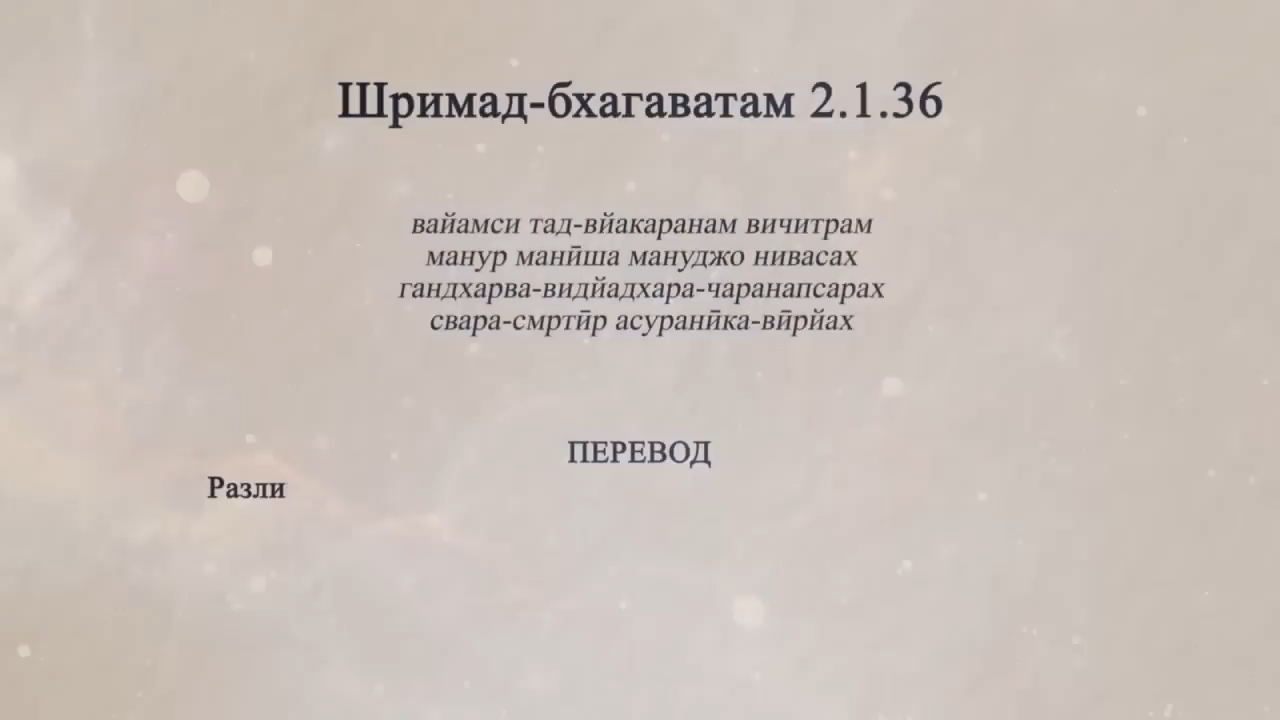 Шримад-бхагаватам 2.1.36
вайамси тад-вйакаранам вичитрам
манур манӣша мануджо нивасах
гандхарва-видйадхара-чаранапсарах
свара-смртӣр асуранӣка-вӣрйах
ПЕРЕВОД
Разли